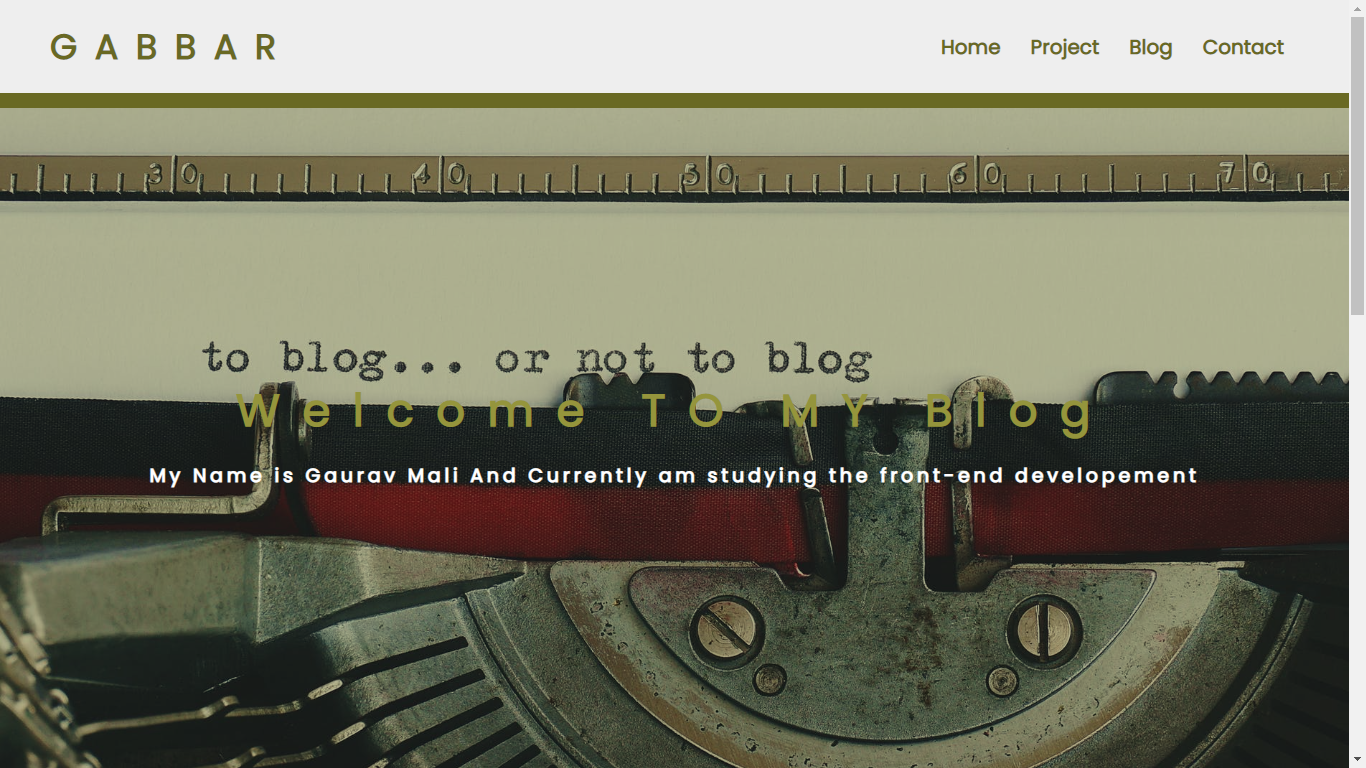 GABBAR
Home Project Blog Contact
30 40 50 60 70
to blog... or not to blog
Welcome TO MY Blog
My Name is Gaurav Mali And Currently am studying the front-end developement